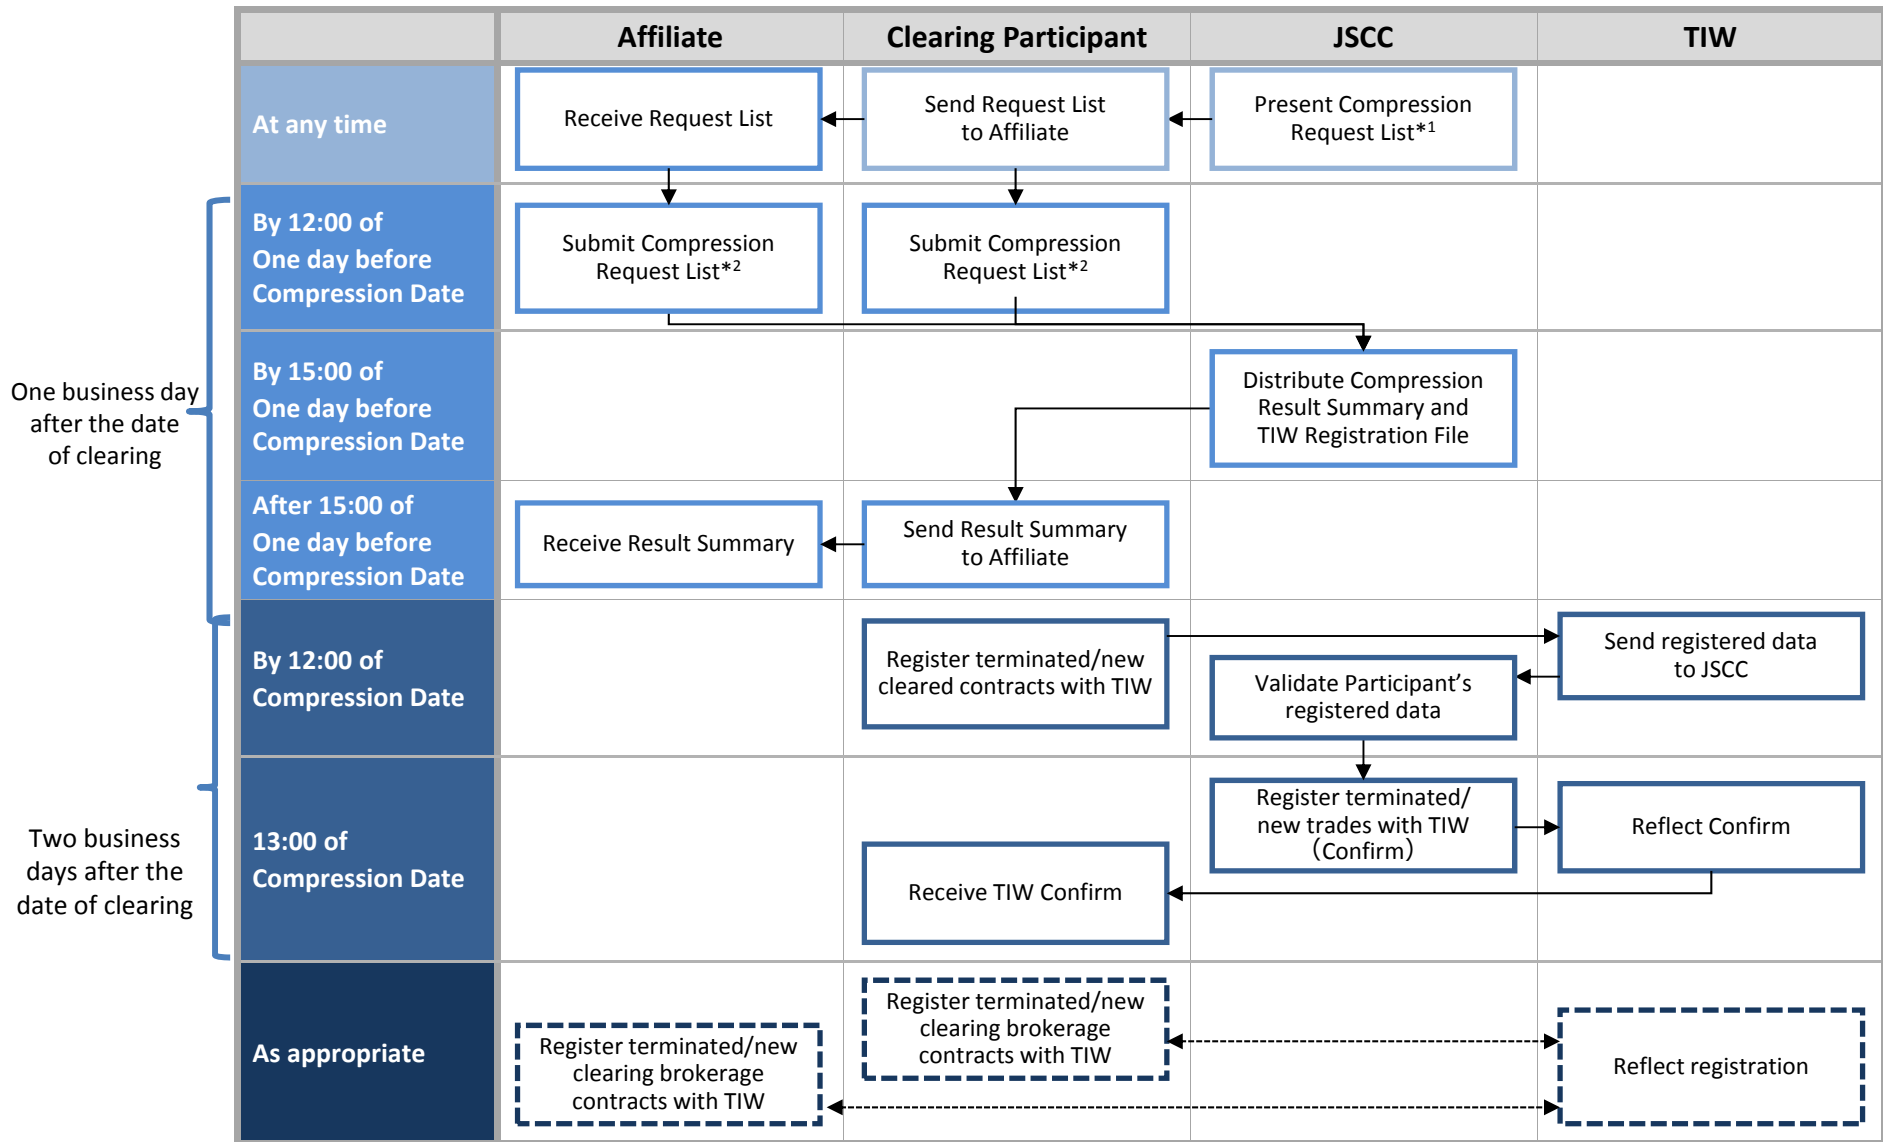 Affiliate
Clearing Participant
JSCC
TIW
At any time
Receive Request List
Send Request List
to Affiliate
Present Compression
Request List*1
By 12:00 of
One day before
Compression Date
Submit Compression
Request List*2
Submit Compression
Request List*2
One business day
after the date
of clearing
By 15:00 of
One day before
Compression Date
Distribute Compression
Result Summary and
TIW Registration File
After 15:00 of
One day before
Compression Date
Receive Result Summary
Send Result Summary
to Affiliate
By 12:00 of
Compression Date
Register terminated/new
cleared contracts with TIW
Validate Participant’s
registered data
Send registered data
to JSCC
Two business
days after the
date of clearing
13:00 of
Compression Date
Receive TIW Confirm
Register terminated/
new trades with TIW
（Confirm）
Reflect Confirm
As appropriate
Register terminated/new
clearing brokerage
contracts with TIW
Register terminated/new
clearing brokerage
contracts with TIW
Reflect registration